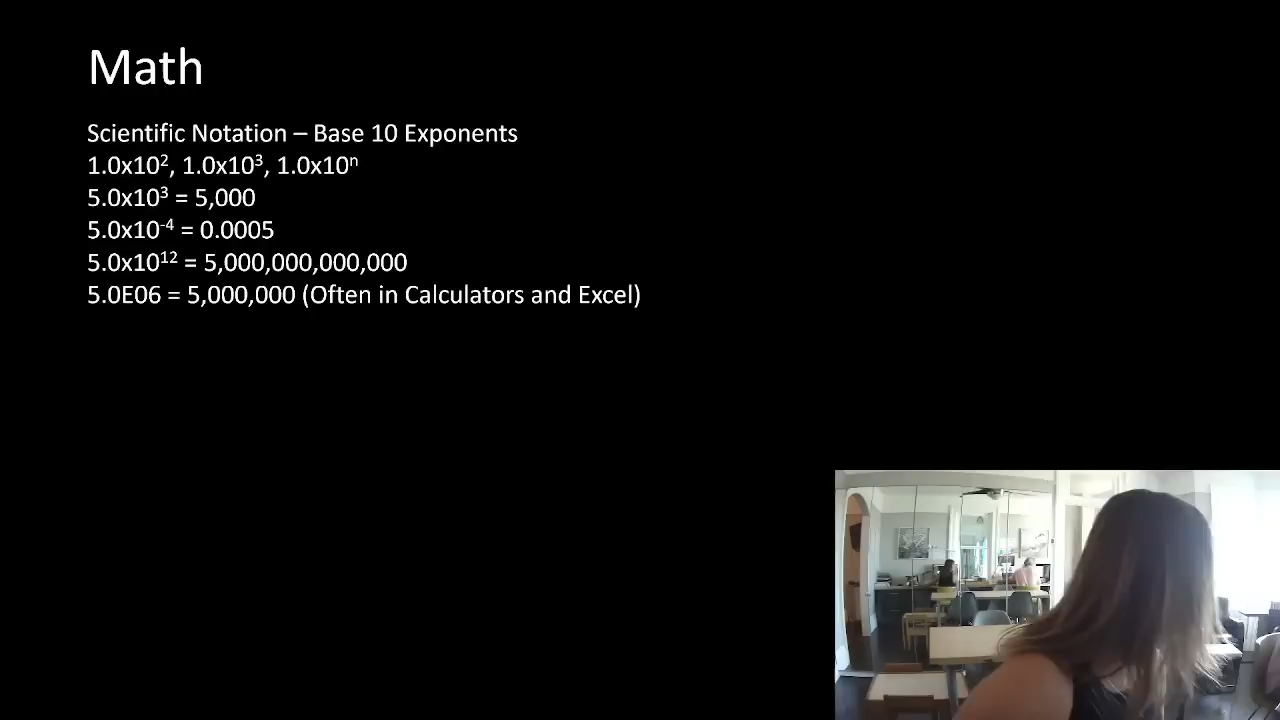 Math
Scientific Notation – Base 10 Exponents
1.0x10², 1.0x10³, 1.0x10ⁿ
5.0x10³ = 5,000
5.0x10⁻⁴ = 0.0005
5.0x10¹² = 5,000,000,000,000
5.0E06 = 5,000,000 (Often in Calculators and Excel)